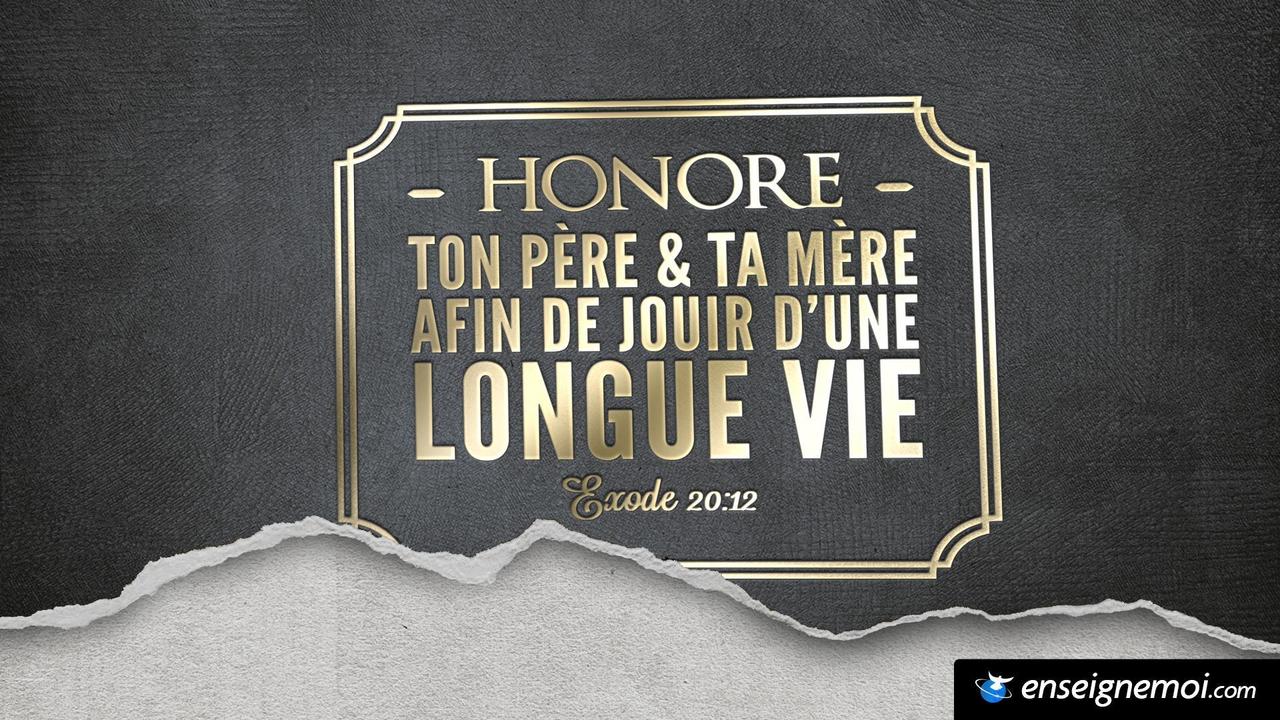 HONORE
TON PÈRE & TA MÈRE
AFIN DE JOUIR D'UNE
LONGUE VIE
Exode 20:12
enseignemoi.com